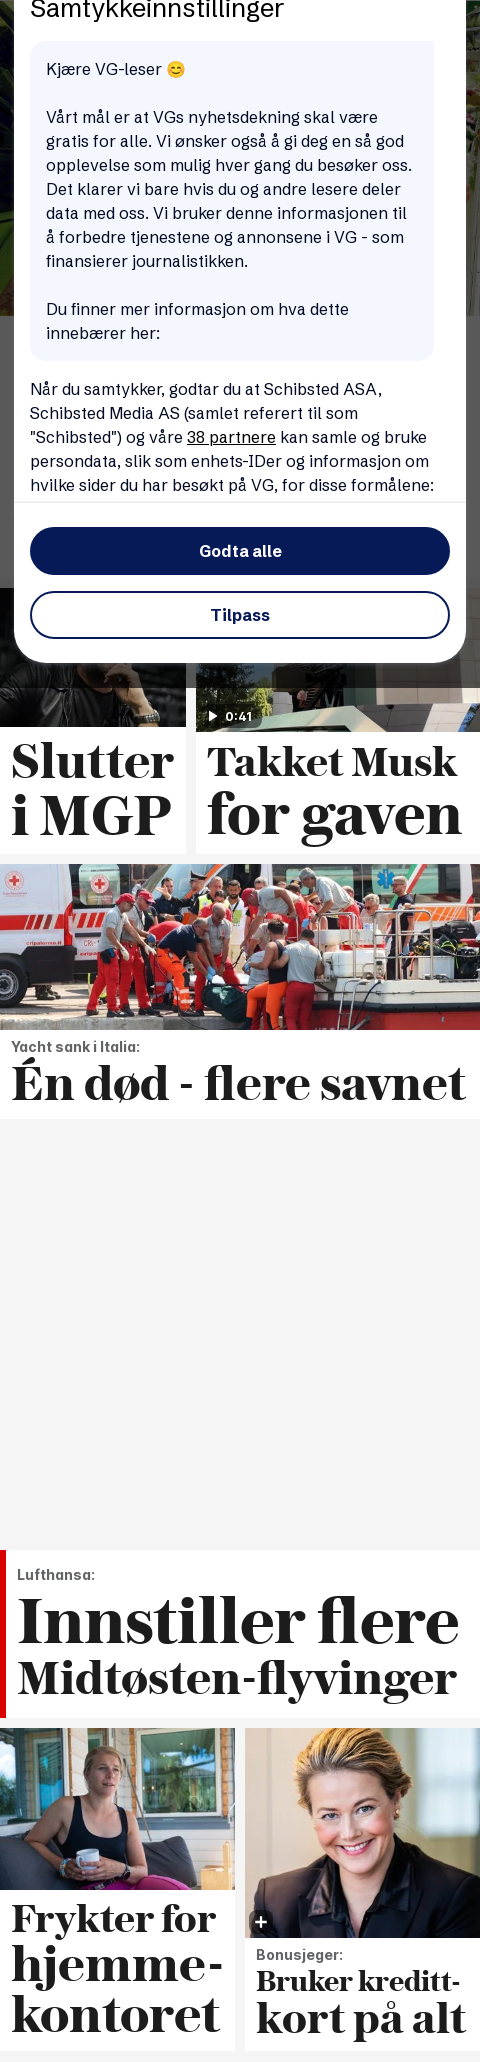 Samtykkeinnstillinger
Kjære VG-leser 😊
Vårt mål er at VGs nyhetsdekning skal være
gratis for alle. Vi ønsker også å gi deg en så god
opplevelse som mulig hver gang du besøker oss.
Det klarer vi bare hvis du og andre lesere deler
data med oss. Vi bruker denne informasjonen til
å forbedre tjenestene og annonsene i VG - som
finansierer journalistikken.
Du finner mer informasjon om hva dette
innebærer her:
Når du samtykker, godtar du at Schibsted ASA,
Schibsted Media AS (samlet referert til som
"Schibsted") og våre 38 partnere kan samle og bruke
persondata, slik som enhets-IDer og informasjon om
hvilke sider du har besøkt på VG, for disse formålene:
Godta alle
Tilpass
0:41
Slutter
i MGP
Takket Musk
for gaven
Yacht sank i Italia:
Én død - flere savnet
Lufthansa:
Innstiller flere
Midtøsten-flyvinger
Frykter for
hjemme-
kontoret
Bonusjeger:
Bruker kreditt-
kort på alt